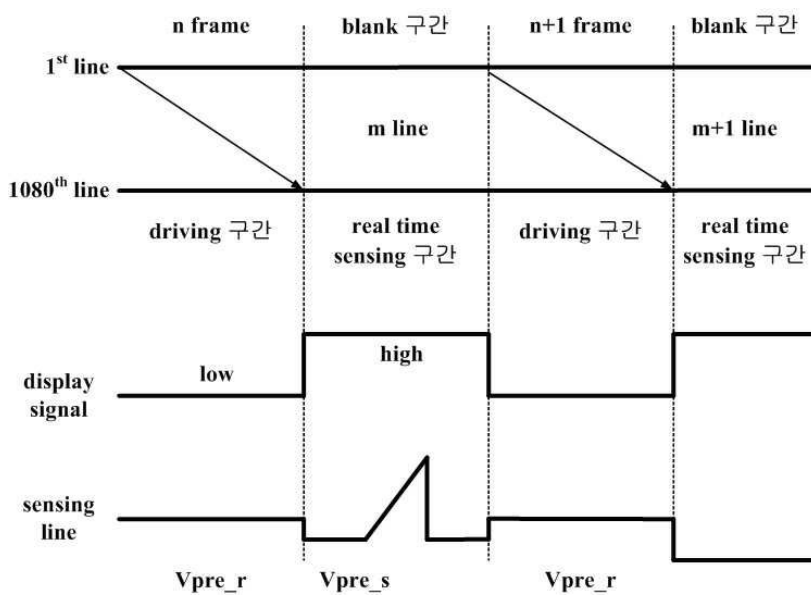 n frame
blank 구간
n+1 frame
blank 구간
1st line
m line
m+1 line
1080th line
driving 구간
real time
sensing 구간
driving 구간
real time
sensing 구간
low
high
display
signal
sensing
line
Vpre_r
Vpre_s
Vpre_r